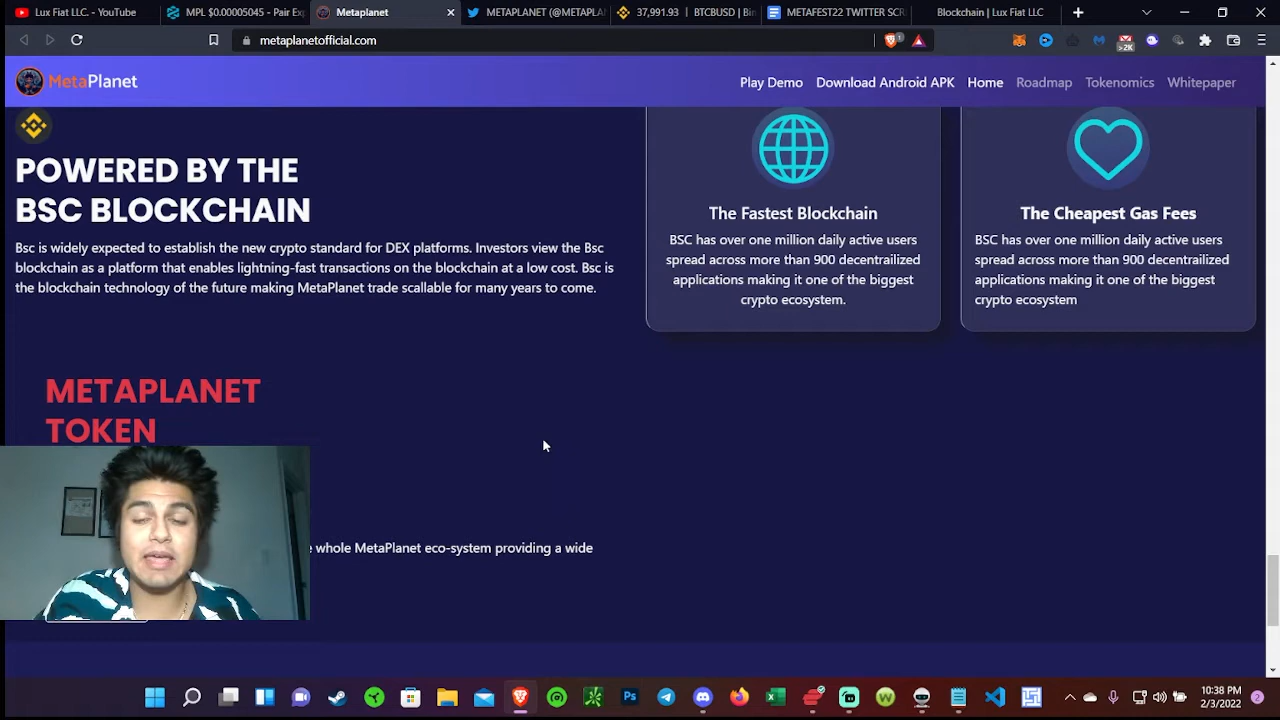 Lux Fiat LLC. - YouTube
MPL $0.00005045 - Pair Exp
Metaplanet
METAPLANET (@METAPLAN
37,991.93 | BTCBUSD | Bin
METAFEST22 TWITTER SCRI
Blockchain | Lux Fiat LLC
metaplanetofficial.com
1
>2K
MetaPlanet
Play Demo
Download Android APK
Home
Roadmap
Tokenomics
Whitepaper
POWERED BY THE
BSC BLOCKCHAIN
Bsc is widely expected to establish the new crypto standard for DEX platforms. Investors view the Bsc
blockchain as a platform that enables lightning-fast transactions on the blockchain at a low cost. Bsc is
the blockchain technology of the future making MetaPlanet trade scallable for many years to come.
The Fastest Blockchain
BSC has over one million daily active users
spread across more than 900 decentrailized
applications making it one of the biggest
crypto ecosystem.
The Cheapest Gas Fees
BSC has over one million daily active users
spread across more than 900 decentrailized
applications making it one of the biggest
crypto ecosystem
METAPLANET
TOKEN
whole MetaPlanet eco-system providing a wide
Ps
W
10:38 PM
2/3/2022
2